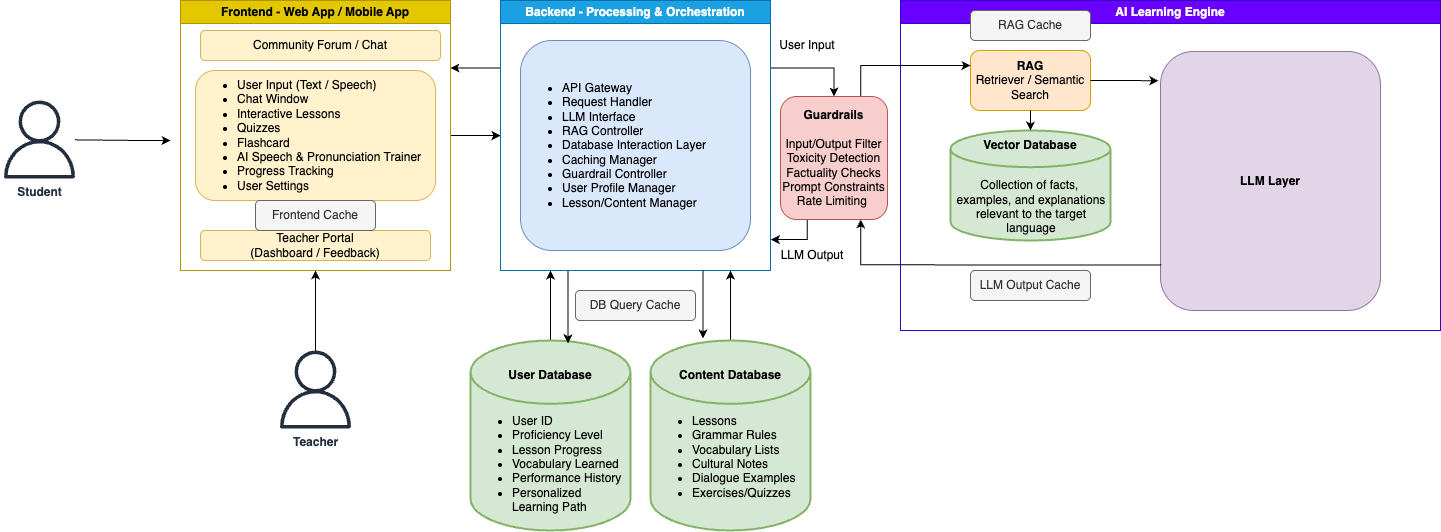 Frontend - Web App / Mobile App
Community Forum / Chat
User Input (Text / Speech)
Chat Window
Interactive Lessons
Quizzes
Flashcard
AI Speech & Pronunciation Trainer
Progress Tracking
User Settings
Frontend Cache
Teacher Portal
(Dashboard / Feedback)
Student
Teacher
Backend - Processing & Orchestration
API Gateway
Request Handler
LLM Interface
RAG Controller
Database Interaction Layer
Caching Manager
Guardrail Controller
User Profile Manager
Lesson/Content Manager
User Input
Guardrails
Input/Output Filter
Toxicity Detection
Factuality Checks
Prompt Constraints
Rate Limiting
LLM Output
DB Query Cache
User Database
User ID
Proficiency Level
Lesson Progress
Vocabulary Learned
Performance History
Personalized
Learning Path
Content Database
Lessons
Grammar Rules
Vocabulary Lists
Cultural Notes
Dialogue Examples
Exercises/Quizzes
AI Learning Engine
RAG Cache
RAG
Retriever / Semantic
Search
Vector Database
Collection of facts,
examples, and explanations
relevant to the target
language
LLM Output Cache
LLM Layer